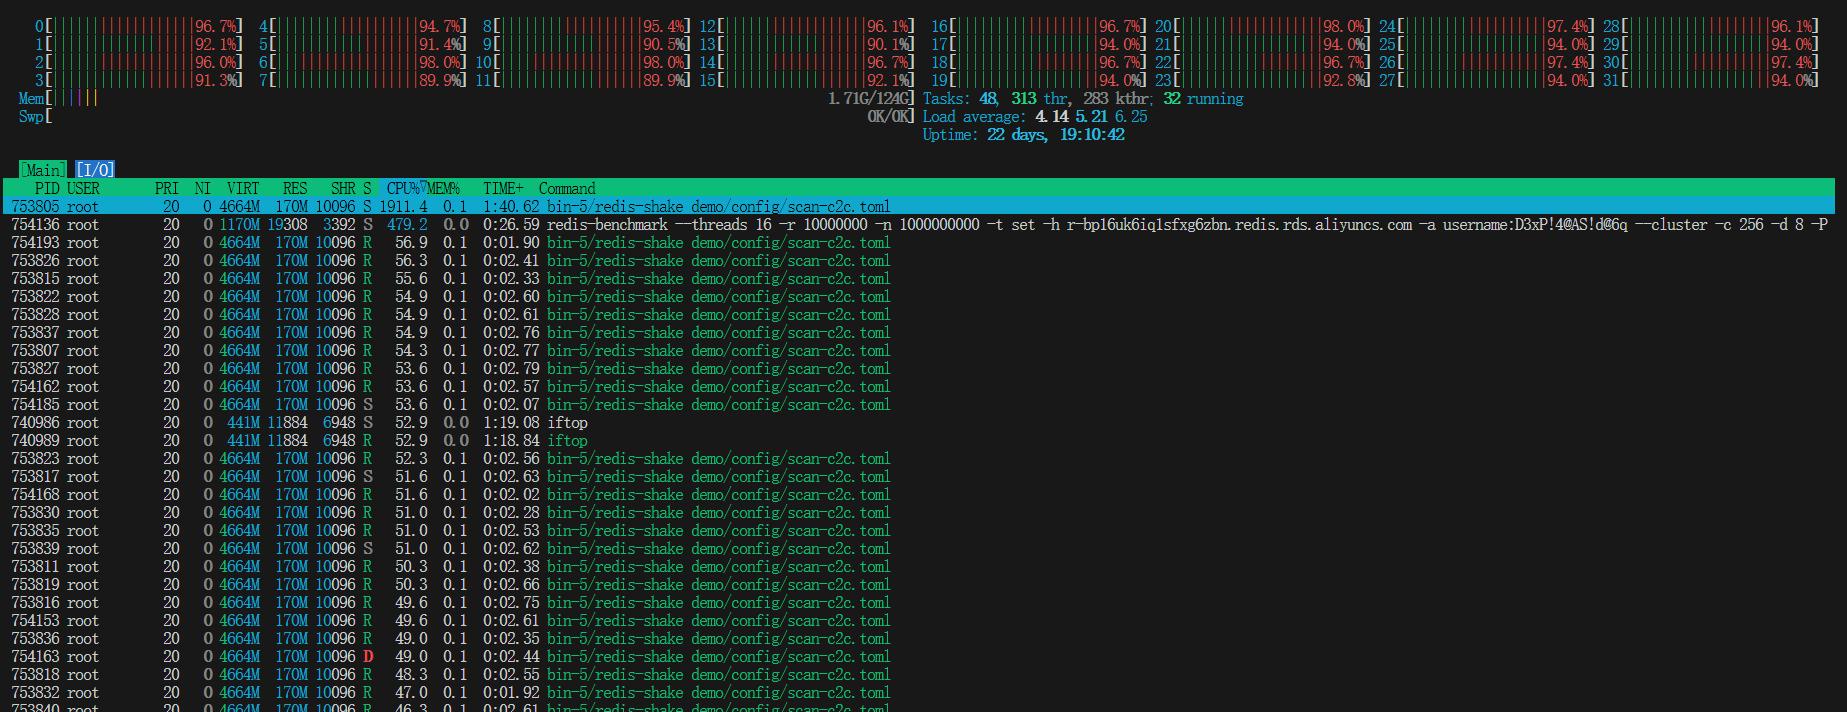 0[96.7%] 4[94.7%] 8[95.4%] 12[96.1%] 16[96.7%] 20[98.0%] 24[97.4%] 28[96.1%]
1[92.1%] 5[91.4%] 9[90.5%] 13[90.1%] 17[94.0%] 21[94.0%] 25[94.0%] 29[94.0%]
2[96.0%] 6[98.0%] 10[98.0%] 14[96.7%] 18[96.7%] 22[96.7%] 26[97.4%] 30[97.4%]
3[91.3%] 7[89.9%] 11[89.9%] 15[92.1%] 19[94.0%] 23[92.8%] 27[94.0%] 31[94.0%]
Mem[1.71G/124G] Tasks: 48, 313 thr, 283 kthr; 32 running
Swp[0K/0K] Load average: 4.14 5.21 6.25
Uptime: 22 days, 19:10:42
[Main] [I/O]
PID USER PRI NI VIRT RES SHR S CPU%▽MEM% TIME+ Command
753805 root 20 0 4664M 170M 10096 S 1911.4 0.1 1:40.62 bin-5/redis-shake demo/config/scan-c2c.toml
754136 root 20 0 1170M 19308 3392 S 479.2 0.0 0:26.59 redis-benchmark --threads 16 -r 10000000 -n 1000000000 -t set -h r-bp16uk6iq1sfxg6zbn.redis.rds.aliyuncs.com -a username:D3xP!4@AS!d@6q --cluster -c 256 -d 8 -P
754193 root 20 0 4664M 170M 10096 R 56.9 0.1 0:01.90 bin-5/redis-shake demo/config/scan-c2c.toml
753826 root 20 0 4664M 170M 10096 R 56.3 0.1 0:02.41 bin-5/redis-shake demo/config/scan-c2c.toml
753815 root 20 0 4664M 170M 10096 R 55.6 0.1 0:02.33 bin-5/redis-shake demo/config/scan-c2c.toml
753822 root 20 0 4664M 170M 10096 R 54.9 0.1 0:02.60 bin-5/redis-shake demo/config/scan-c2c.toml
753828 root 20 0 4664M 170M 10096 R 54.9 0.1 0:02.61 bin-5/redis-shake demo/config/scan-c2c.toml
753837 root 20 0 4664M 170M 10096 R 54.9 0.1 0:02.76 bin-5/redis-shake demo/config/scan-c2c.toml
753807 root 20 0 4664M 170M 10096 R 54.3 0.1 0:02.77 bin-5/redis-shake demo/config/scan-c2c.toml
753827 root 20 0 4664M 170M 10096 R 53.6 0.1 0:02.79 bin-5/redis-shake demo/config/scan-c2c.toml
754162 root 20 0 4664M 170M 10096 R 53.6 0.1 0:02.57 bin-5/redis-shake demo/config/scan-c2c.toml
754185 root 20 0 4664M 170M 10096 S 53.6 0.1 0:02.07 bin-5/redis-shake demo/config/scan-c2c.toml
740986 root 20 0 441M 11884 6948 S 52.9 0.0 1:19.08 iftop
740989 root 20 0 441M 11884 6948 R 52.9 0.0 1:18.84 iftop
753823 root 20 0 4664M 170M 10096 R 52.3 0.1 0:02.56 bin-5/redis-shake demo/config/scan-c2c.toml
753817 root 20 0 4664M 170M 10096 S 51.6 0.1 0:02.63 bin-5/redis-shake demo/config/scan-c2c.toml
754168 root 20 0 4664M 170M 10096 R 51.6 0.1 0:02.02 bin-5/redis-shake demo/config/scan-c2c.toml
753830 root 20 0 4664M 170M 10096 R 51.0 0.1 0:02.28 bin-5/redis-shake demo/config/scan-c2c.toml
753835 root 20 0 4664M 170M 10096 R 51.0 0.1 0:02.53 bin-5/redis-shake demo/config/scan-c2c.toml
753839 root 20 0 4664M 170M 10096 S 51.0 0.1 0:02.62 bin-5/redis-shake demo/config/scan-c2c.toml
753811 root 20 0 4664M 170M 10096 R 50.3 0.1 0:02.38 bin-5/redis-shake demo/config/scan-c2c.toml
753819 root 20 0 4664M 170M 10096 R 50.3 0.1 0:02.66 bin-5/redis-shake demo/config/scan-c2c.toml
753816 root 20 0 4664M 170M 10096 R 49.6 0.1 0:02.75 bin-5/redis-shake demo/config/scan-c2c.toml
754153 root 20 0 4664M 170M 10096 R 49.6 0.1 0:02.61 bin-5/redis-shake demo/config/scan-c2c.toml
753836 root 20 0 4664M 170M 10096 R 49.0 0.1 0:02.35 bin-5/redis-shake demo/config/scan-c2c.toml
754163 root 20 0 4664M 170M 10096 D 49.0 0.1 0:02.44 bin-5/redis-shake demo/config/scan-c2c.toml
753818 root 20 0 4664M 170M 10096 R 48.3 0.1 0:02.55 bin-5/redis-shake demo/config/scan-c2c.toml
753832 root 20 0 4664M 170M 10096 R 47.0 0.1 0:01.92 bin-5/redis-shake demo/config/scan-c2c.toml
753840 root 20 0 4664M 170M 10096 R 46.3 0.1 0:02.61 bin-5/redis-shake demo/config/scan-c2c.toml